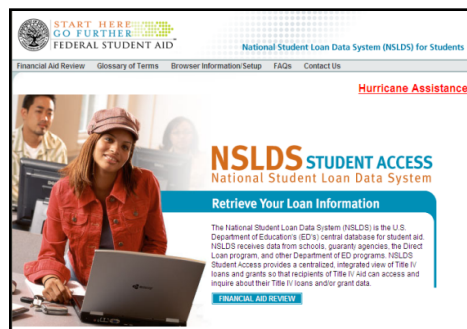 START HERE
GO FURTHER
FEDERAL STUDENT AID
National Student Loan Data System (NSLDS) for Students
Financial Aid Review Glossary of Terms Browser Information/Setup FAQs Contact Us
Hurricane Assistance
NSLDS STUDENT ACCESS
National Student Loan Data System
Retrieve Your Loan Information
The National Student Loan Data System (NSLDS) is the U.S.
Department of Education's (ED's) central database for student aid.
NSLDS receives data from schools, guaranty agencies, the Direct
Loan program, and other Department of ED programs. NSLDS
Student Access provides a centralized, integrated view of Title IV
loans and grants so that recipients of Title IV Aid can access and
inquire about their Title IV loans and/or grant data.
FINANCIAL AID REVIEW